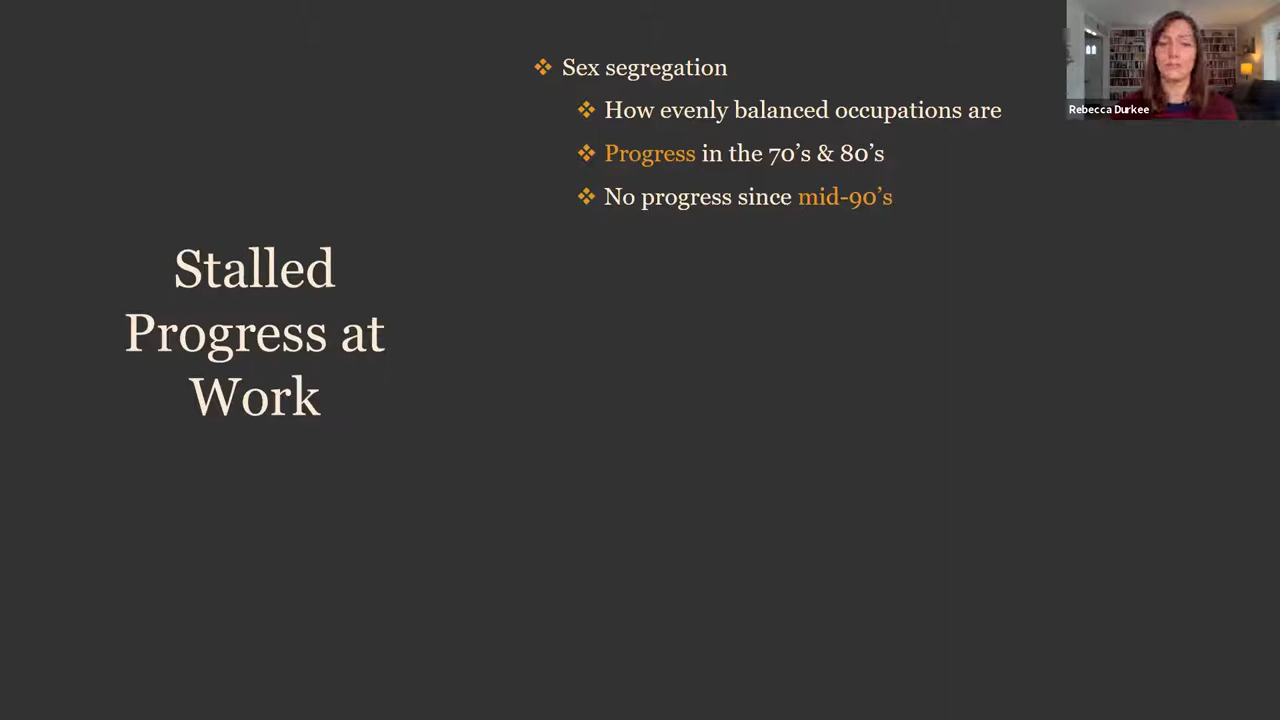 Sex segregation
How evenly balanced occupations are
Progress in the 70's & 80's
No progress since mid-90's
Stalled
Progress at
Work
Rebecca Durkee